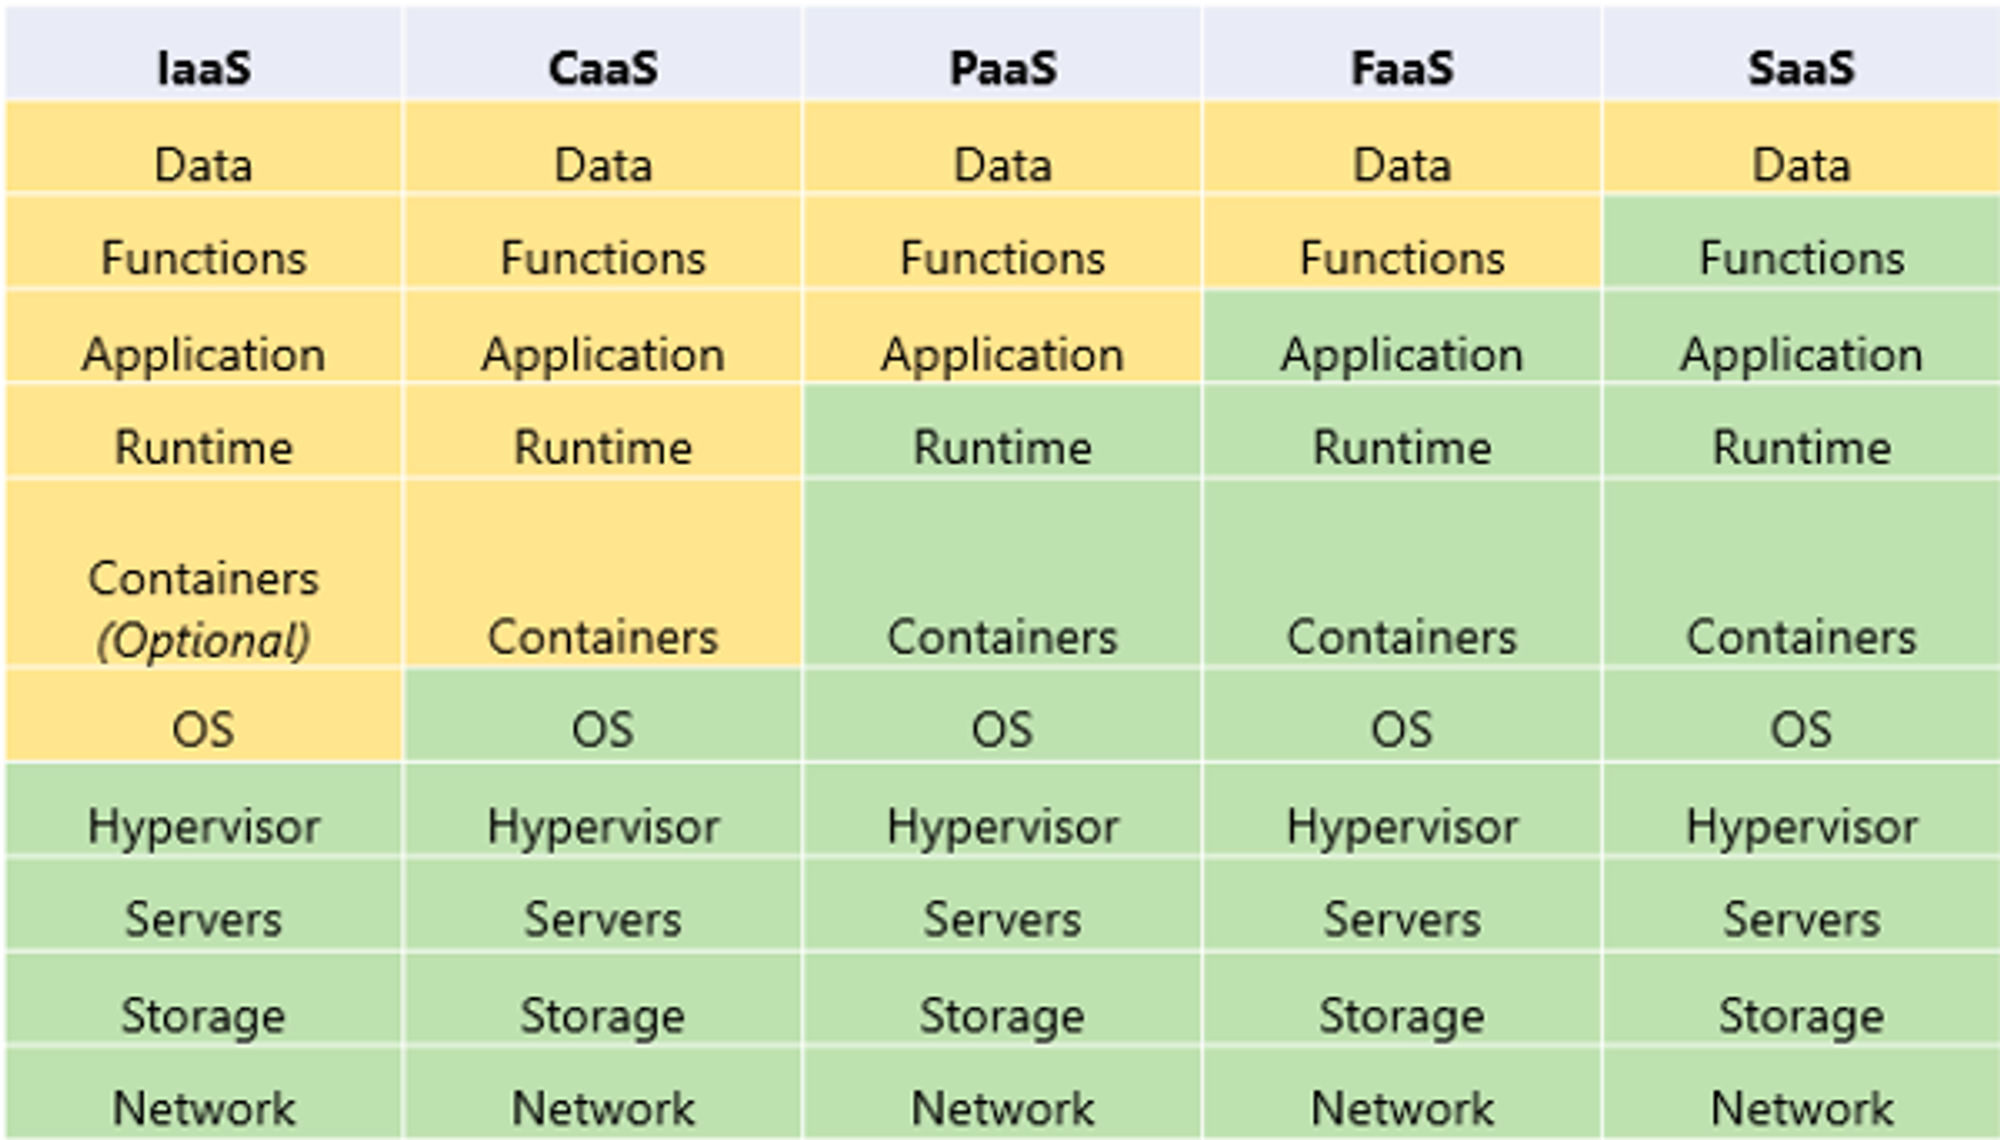 IaaS CaaS PaaS FaaS SaaS
Data Data Data Data Data
Functions Functions Functions Functions Functions
Application Application Application Application Application
Runtime Runtime Runtime Runtime Runtime
Containers
(Optional) Containers Containers Containers Containers
OS OS OS OS OS
Hypervisor Hypervisor Hypervisor Hypervisor Hypervisor
Servers Servers Servers Servers Servers
Storage Storage Storage Storage Storage
Network Network Network Network Network